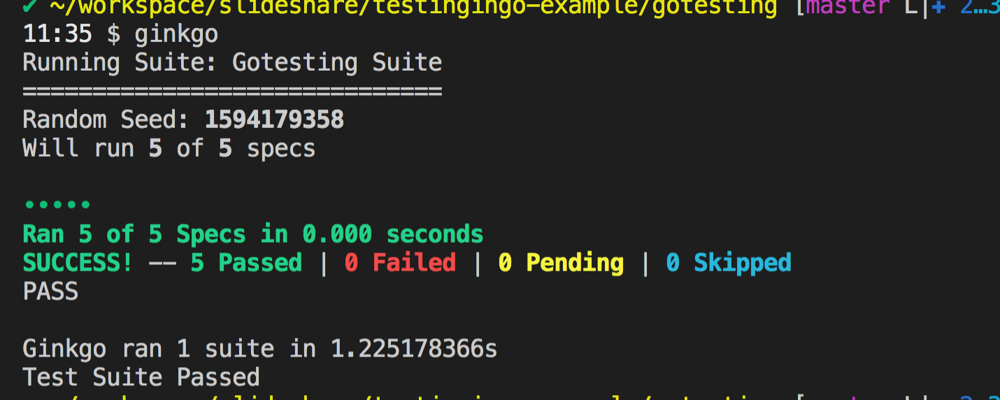 ✔ ~/workspace/slideshare/testingingo-example/gotesting [master L|✚ 2…3
11:35 $ ginkgo
Running Suite: Gotesting Suite
==============================
Random Seed: 1594179358
Will run 5 of 5 specs
•••••
Ran 5 of 5 Specs in 0.000 seconds
SUCCESS! -- 5 Passed | 0 Failed | 0 Pending | 0 Skipped
PASS
Ginkgo ran 1 suite in 1.225178366s
Test Suite Passed